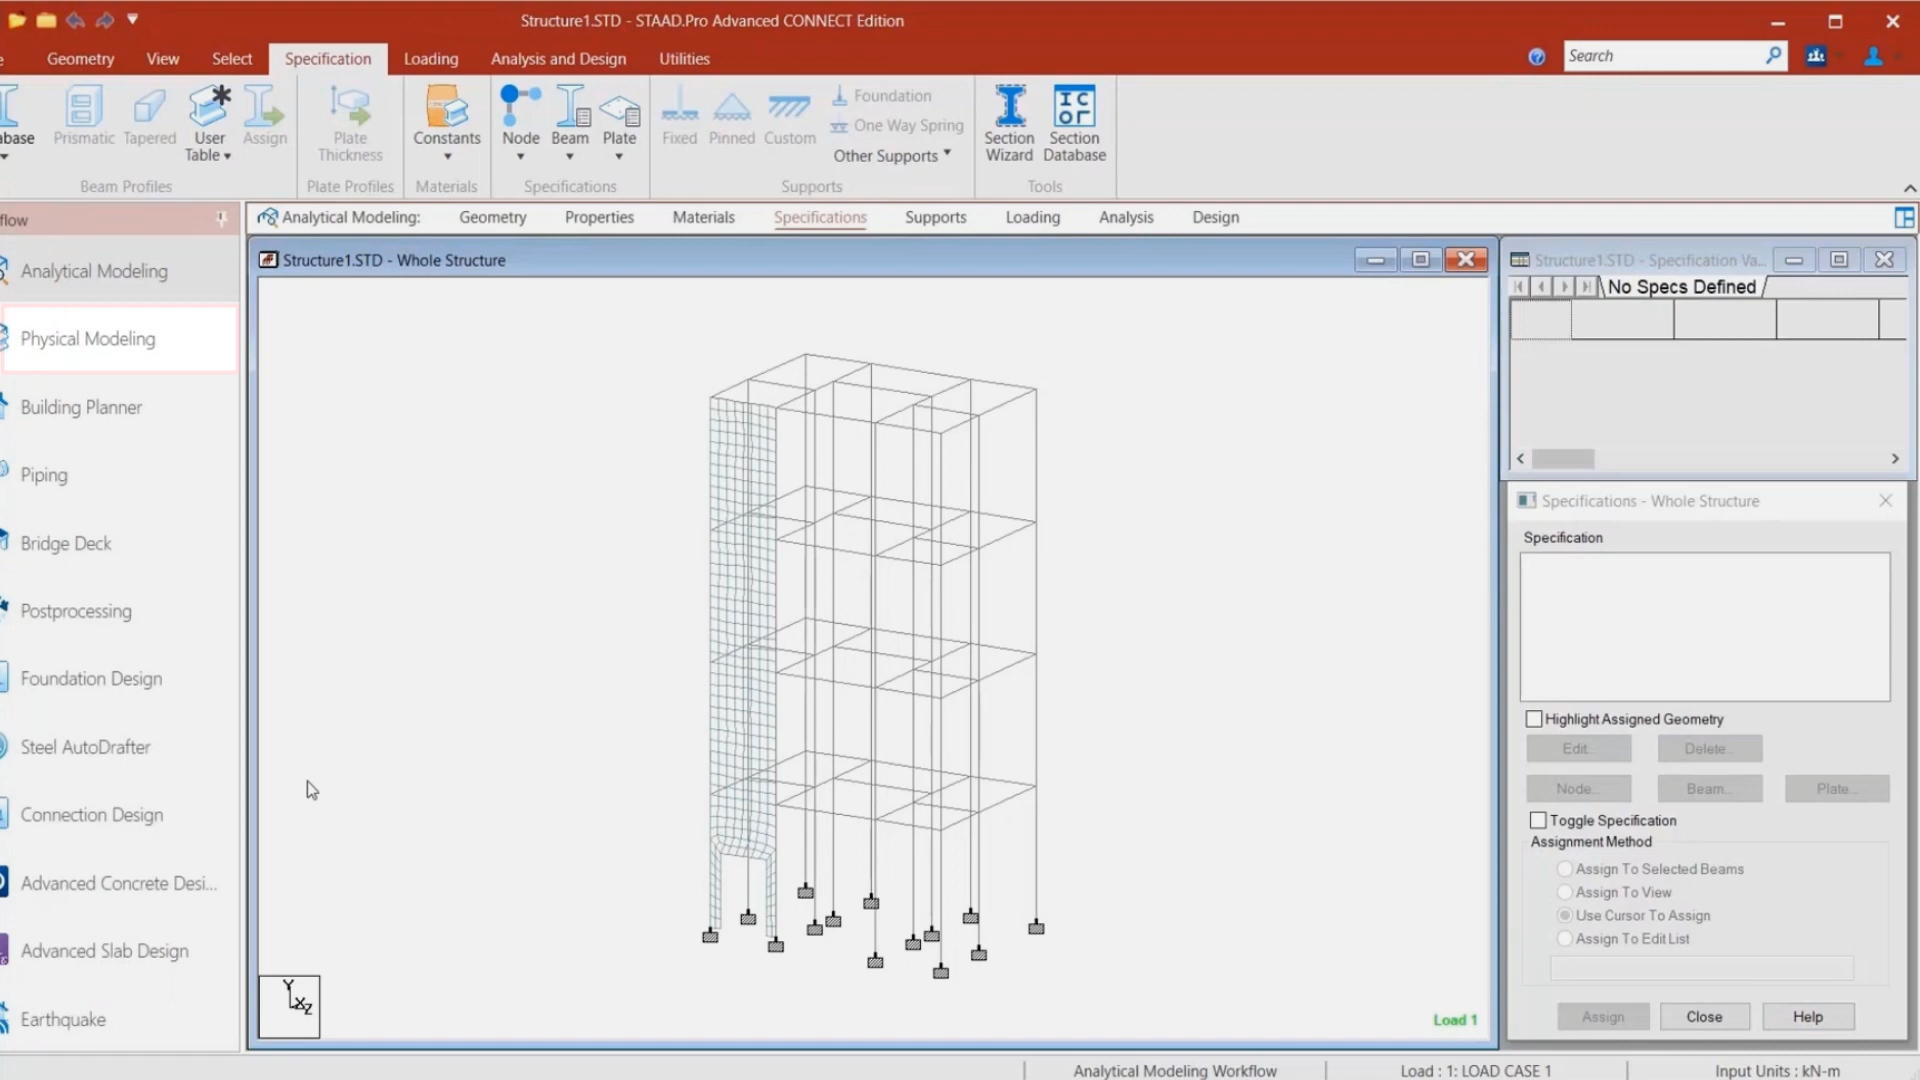 Structure1.STD - STAAD.Pro Advanced CONNECT Edition
Geometry View Select Specification Loading Analysis and Design Utilities
Search
Prismatic Tapered User Table Assign
Beam Profiles
Plate Thickness
Plate Profiles
Constants
Materials
Node Beam Plate
Specifications
Fixed Pinned Custom
Foundation
One Way Spring
Other Supports
Supports
Section Wizard
Section Database
Tools
flow
Analytical Modeling
Physical Modeling
Building Planner
Piping
Bridge Deck
Postprocessing
Foundation Design
Steel AutoDrafter
Connection Design
Advanced Concrete Desi...
Advanced Slab Design
Earthquake
Analytical Modeling: Geometry Properties Materials Specifications Supports Loading Analysis Design
Structure1.STD - Whole Structure
Y
X
Z
Load 1
Structure1.STD - Specification Va...
No Specs Defined
Specifications - Whole Structure
Specification
Highlight Assigned Geometry
Edit... Delete...
Node... Beam... Plate...
Toggle Specification
Assignment Method
Assign To Selected Beams
Assign To View
Use Cursor To Assign
Assign To Edit List
Assign Close Help
Analytical Modeling Workflow Load : 1: LOAD CASE 1 Input Units : kN-m